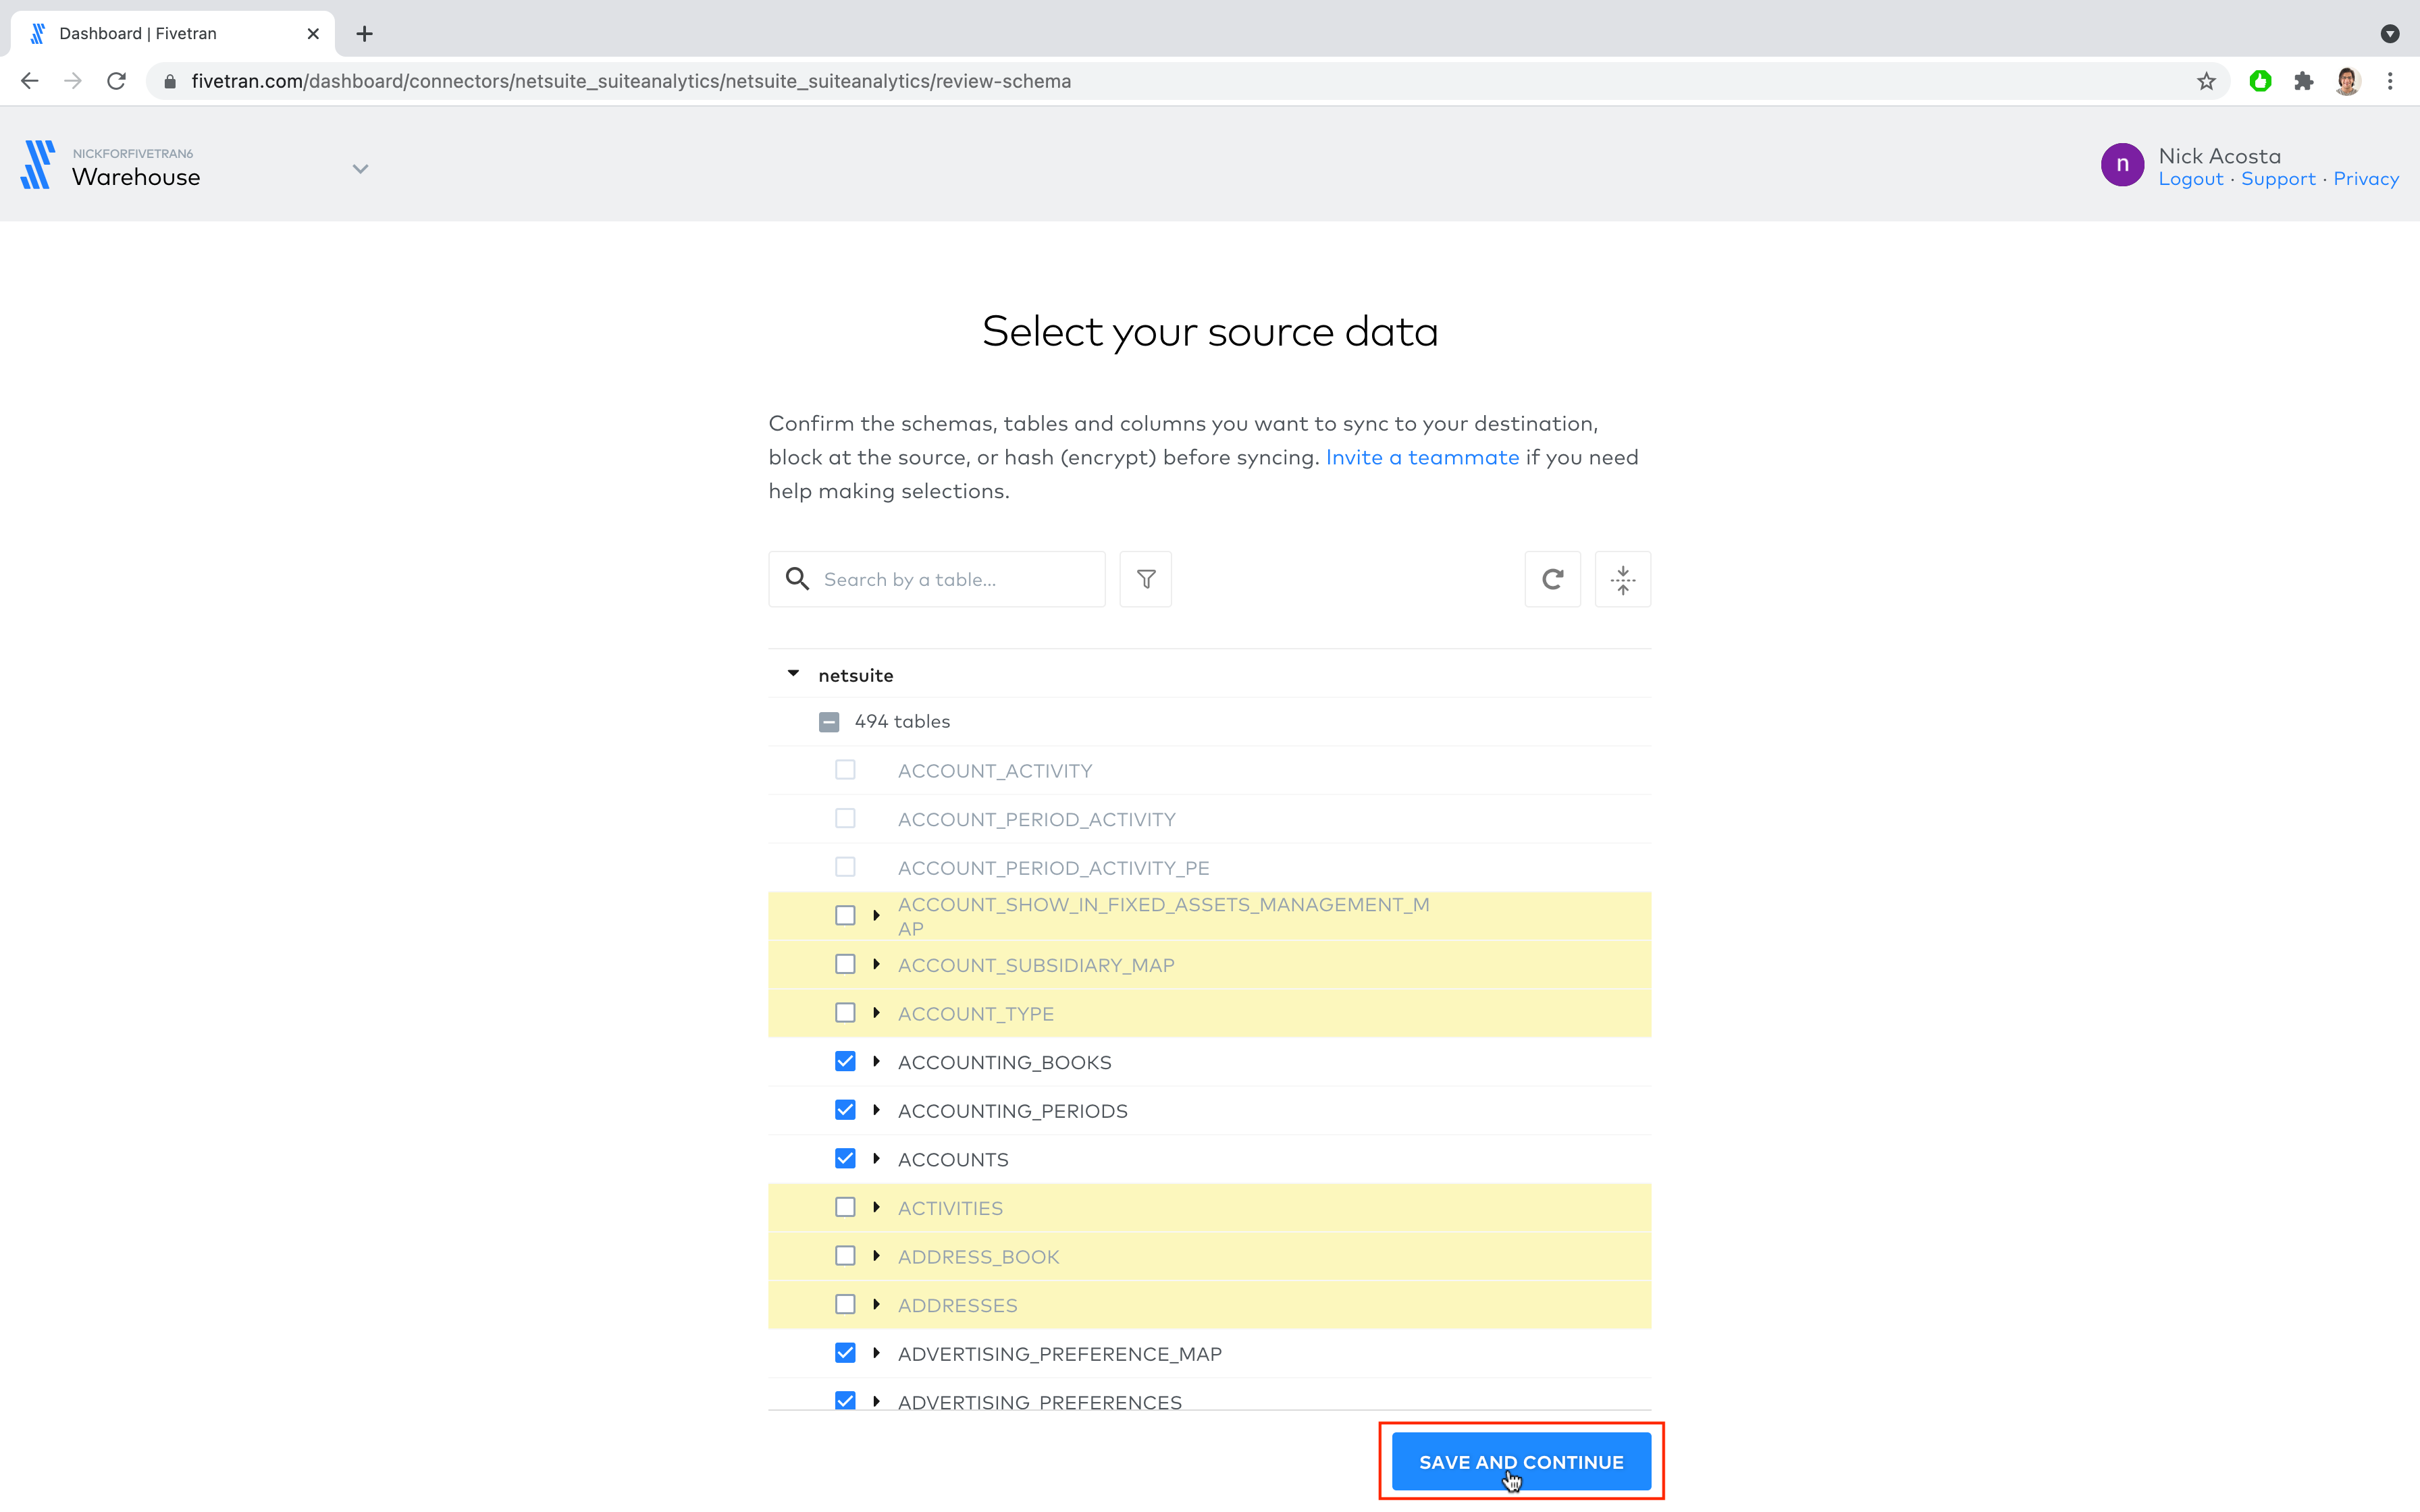 Dashboard | Fivetran
fivetran.com/dashboard/connectors/netsuite_suiteanalytics/netsuite_suiteanalytics/review-schema
NICKFORFIVETRAN6
Warehouse
n
Nick Acosta
Logout · Support · Privacy
Select your source data
Confirm the schemas, tables and columns you want to sync to your destination,
block at the source, or hash (encrypt) before syncing. Invite a teammate if you need
help making selections.
Search by a table...
netsuite
494 tables
ACCOUNT_ACTIVITY
ACCOUNT_PERIOD_ACTIVITY
ACCOUNT_PERIOD_ACTIVITY_PE
ACCOUNT_SHOW_IN_FIXED_ASSETS_MANAGEMENT_M
AP
ACCOUNT_SUBSIDIARY_MAP
ACCOUNT_TYPE
ACCOUNTING_BOOKS
ACCOUNTING_PERIODS
ACCOUNTS
ACTIVITIES
ADDRESS_BOOK
ADDRESSES
ADVERTISING_PREFERENCE_MAP
ADVERTISING_PREFERENCES
SAVE AND CONTINUE